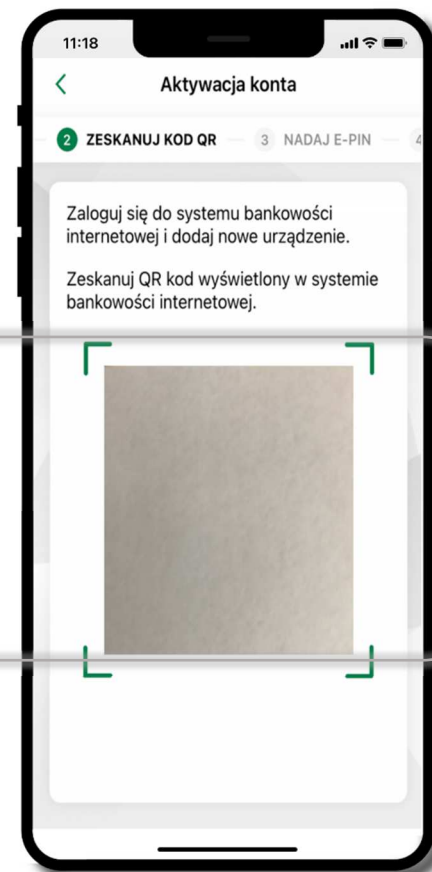 11:18
Aktywacja konta
2 ZESKANUJ KOD QR 3 NADAJ E-PIN 4
Zaloguj się do systemu bankowości
internetowej i dodaj nowe urządzenie.
Zeskanuj QR kod wyświetlony w systemie
bankowości internetowej.